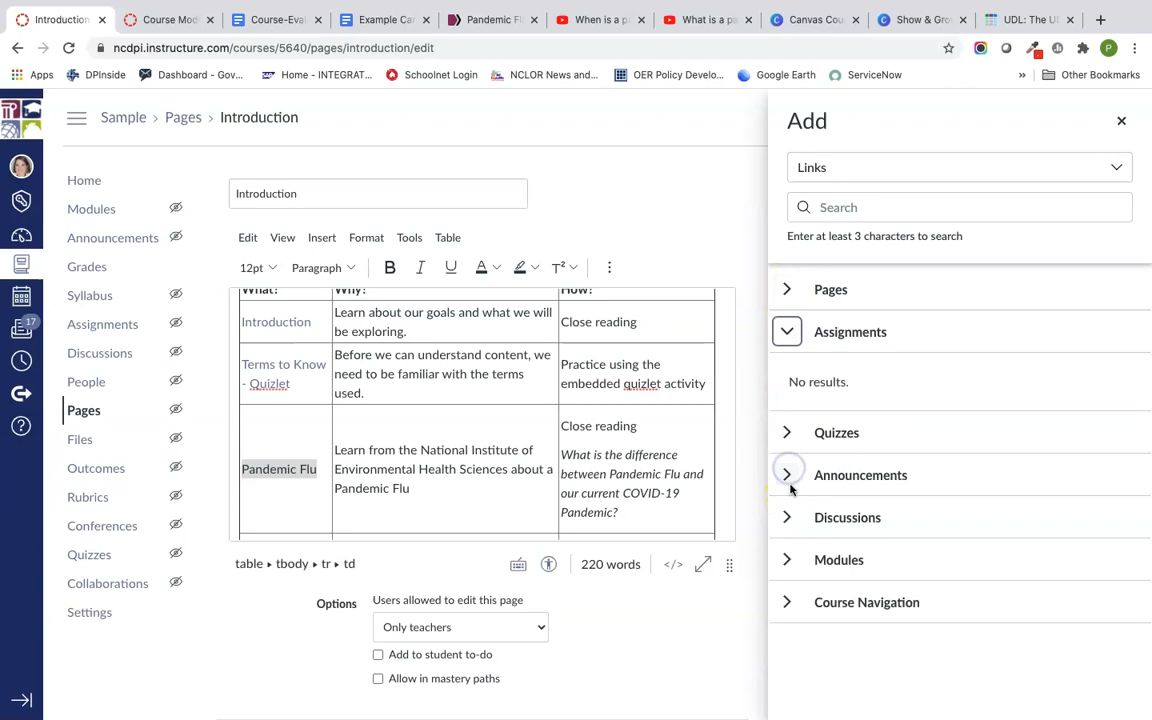 Introduction
Course Mod
Course-Eval
Example Ca
Pandemic Fl
When is a p
What is a pa
Canvas Cou
Show & Gro
UDL: The U
ncdpi.instructure.com/courses/5640/pages/introduction/edit
P
Apps
DPInside
Dashboard - Gov...
Home - INTEGRAT...
Schoolnet Login
NCLOR News and...
OER Policy Develo...
Google Earth
ServiceNow
»
Other Bookmarks
Sample > Pages > Introduction
Home
Modules
Announcements
Grades
Syllabus
Assignments
Discussions
People
Pages
Files
Outcomes
Rubrics
Conferences
Quizzes
Collaborations
Settings
17
Introduction
Edit View Insert Format Tools Table
12pt Paragraph B I U A T²
What? Why? How?
Introduction
Learn about our goals and what we will
be exploring.
Close reading
Terms to Know
- Quizlet
Before we can understand content, we
need to be familiar with the terms
used.
Practice using the
embedded quizlet activity
Pandemic Flu
Learn from the National Institute of
Environmental Health Sciences about a
Pandemic Flu
Close reading
What is the difference
between Pandemic Flu and
our current COVID-19
Pandemic?
table ▸ tbody ▸ tr ▸ td
220 words
</>
Options
Users allowed to edit this page
Only teachers
Add to student to-do
Allow in mastery paths
Add
Links
Search
Enter at least 3 characters to search
Pages
Assignments
No results.
Quizzes
Announcements
Discussions
Modules
Course Navigation